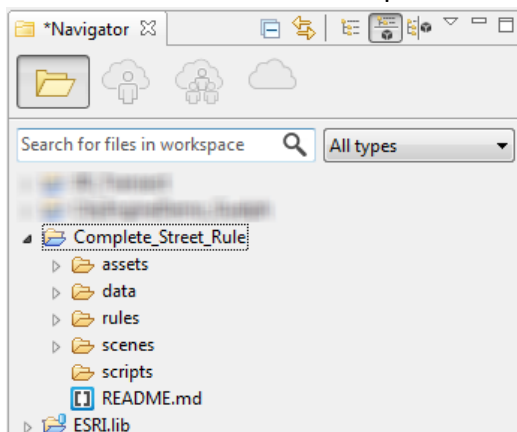 *Navigator
Search for files in workspace
All types
Complete_Street_Rule
assets
data
rules
scenes
scripts
README.md
ESRI.lib